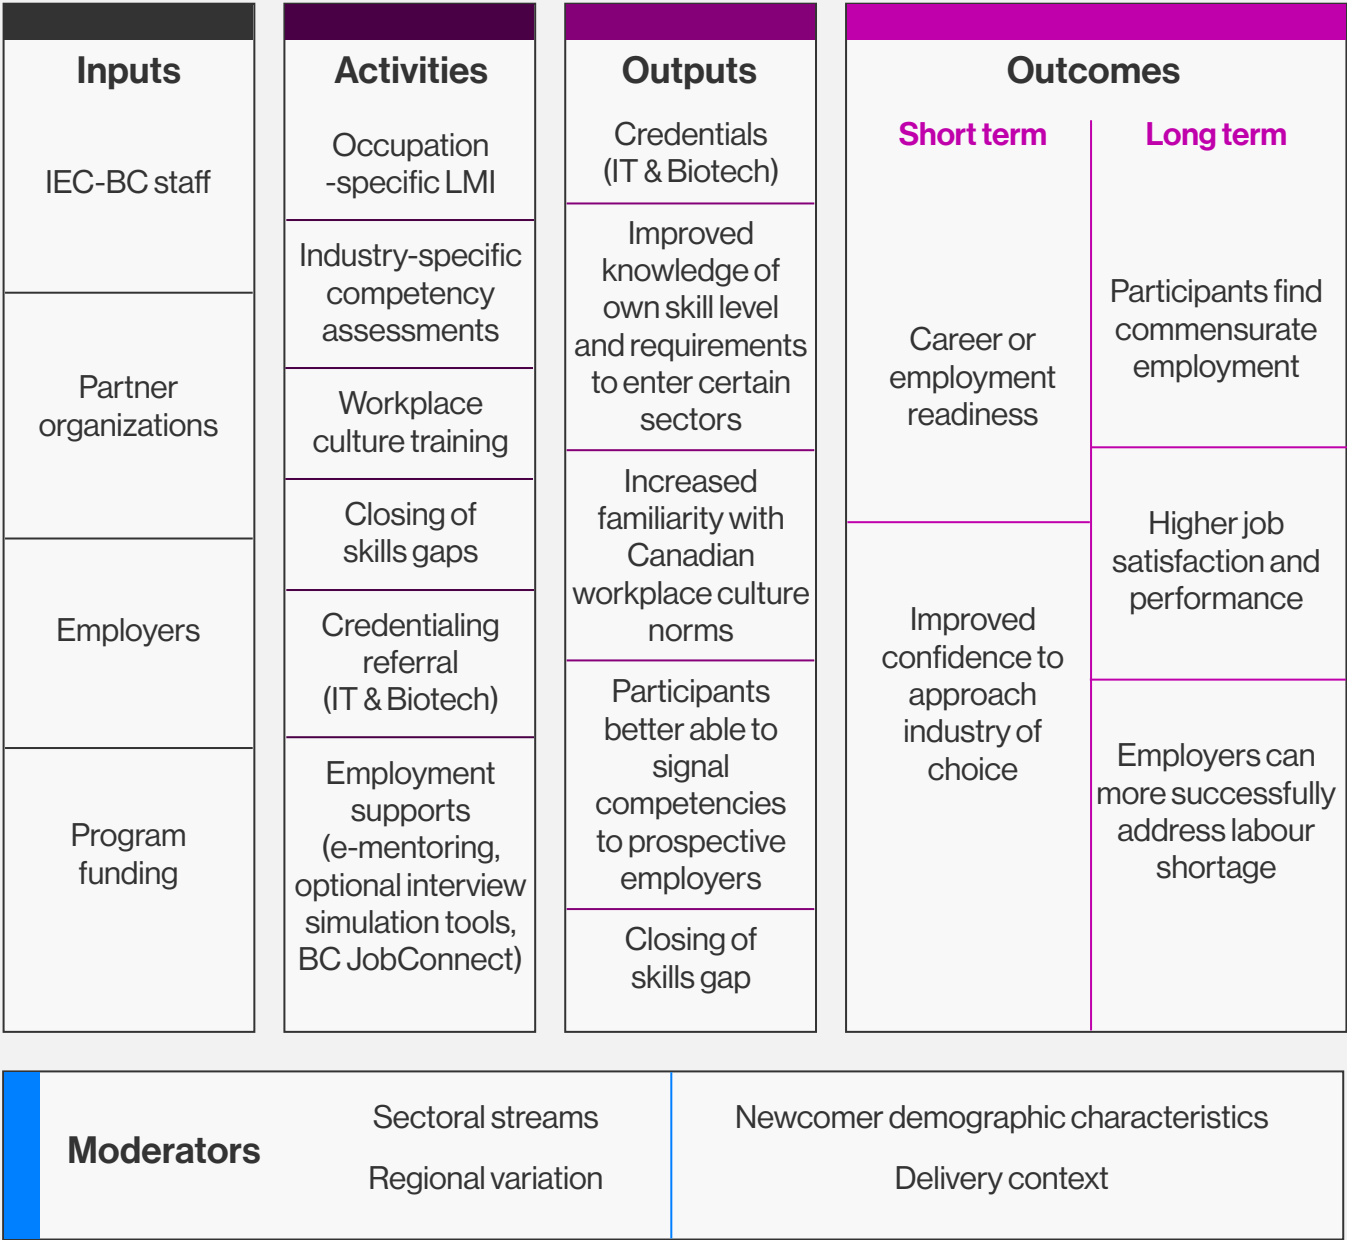 Inputs
IEC-BC staff
Partner
organizations
Employers
Program
funding
Activities
Occupation
-specific LMI
Industry-specific
competency
assessments
Workplace
culture training
Closing of
skills gaps
Credentialing
referral
(IT & Biotech)
Employment
supports
(e-mentoring,
optional interview
simulation tools,
BC JobConnect)
Outputs
Credentials
(IT & Biotech)
Improved
knowledge of
own skill level
and requirements
to enter certain
sectors
Increased
familiarity with
Canadian
workplace culture
norms
Participants
better able to
signal
competencies
to prospective
employers
Closing of
skills gap
Outcomes
Short term
Career or
employment
readiness
Improved
confidence to
approach
industry of
choice
Long term
Participants find
commensurate
employment
Higher job
satisfaction and
performance
Employers can
more successfully
address labour
shortage
Moderators
Sectoral streams
Regional variation
Newcomer demographic characteristics
Delivery context